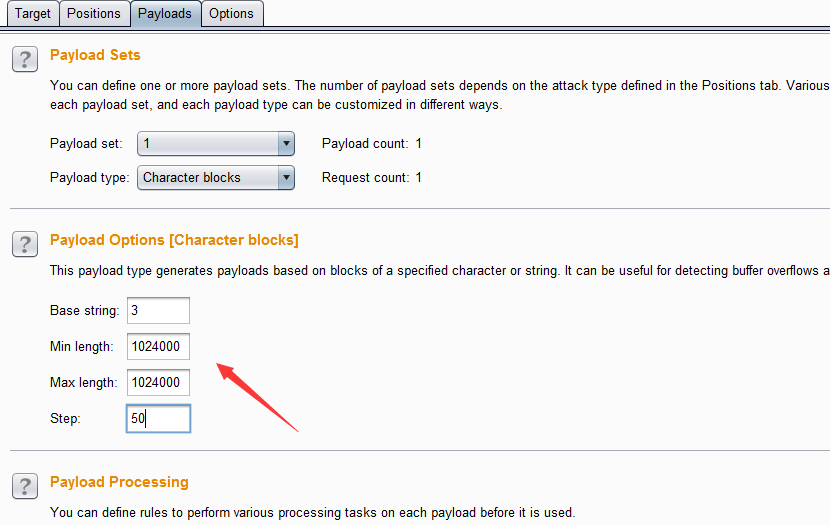 Target Positions Payloads Options
? Payload Sets
You can define one or more payload sets. The number of payload sets depends on the attack type defined in the Positions tab. Various
each payload set, and each payload type can be customized in different ways.
Payload set: 1 Payload count: 1
Payload type: Character blocks Request count: 1
? Payload Options [Character blocks]
This payload type generates payloads based on blocks of a specified character or string. It can be useful for detecting buffer overflows a
Base string: 3
Min length: 1024000
Max length: 1024000
Step: 50
? Payload Processing
You can define rules to perform various processing tasks on each payload before it is used.